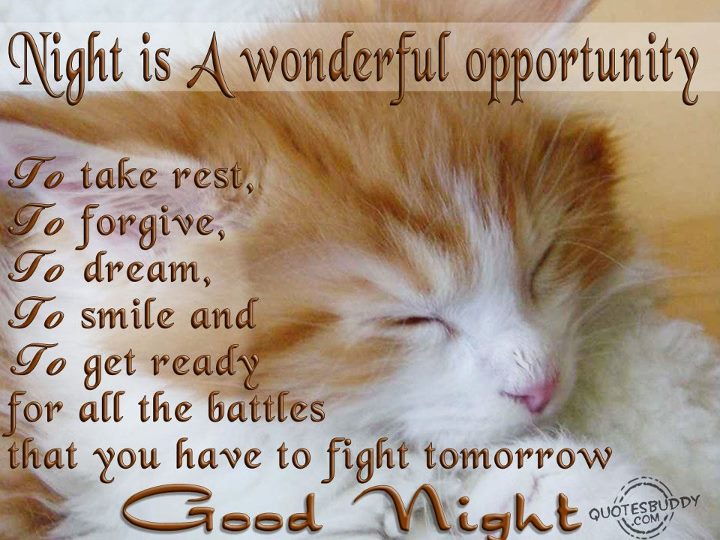 Night is A wonderful opportunity
To take rest,
To forgive,
To dream,
To smile and
To get ready
for all the battles
that you have to fight tomorrow
Good Night
QUOTESBUDDY
.COM